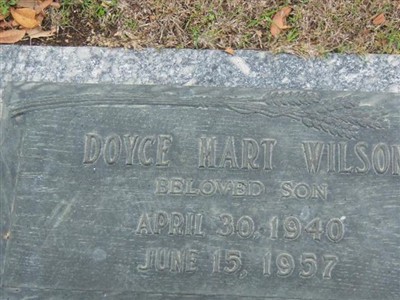 DOYCE MART WILSON
BELOVED SON
APRIL 30, 1940
JUNE 15, 1957